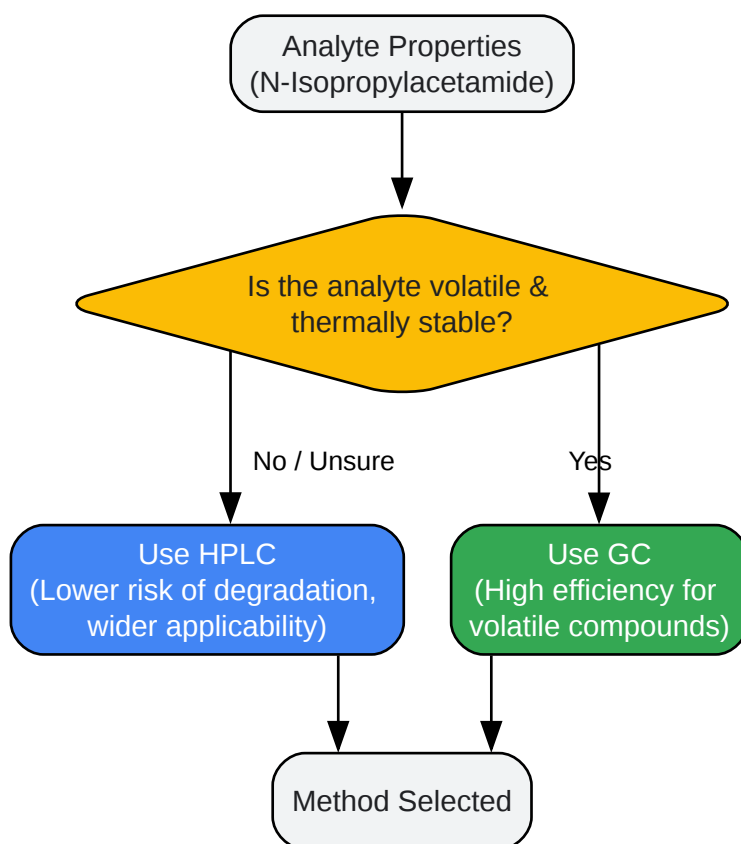 Analyte Properties
(N-Isopropylacetamide)
Is the analyte volatile &
thermally stable?
No / Unsure
Yes
Use HPLC
(Lower risk of degradation,
wider applicability)
Use GC
(High efficiency for
volatile compounds)
Method Selected